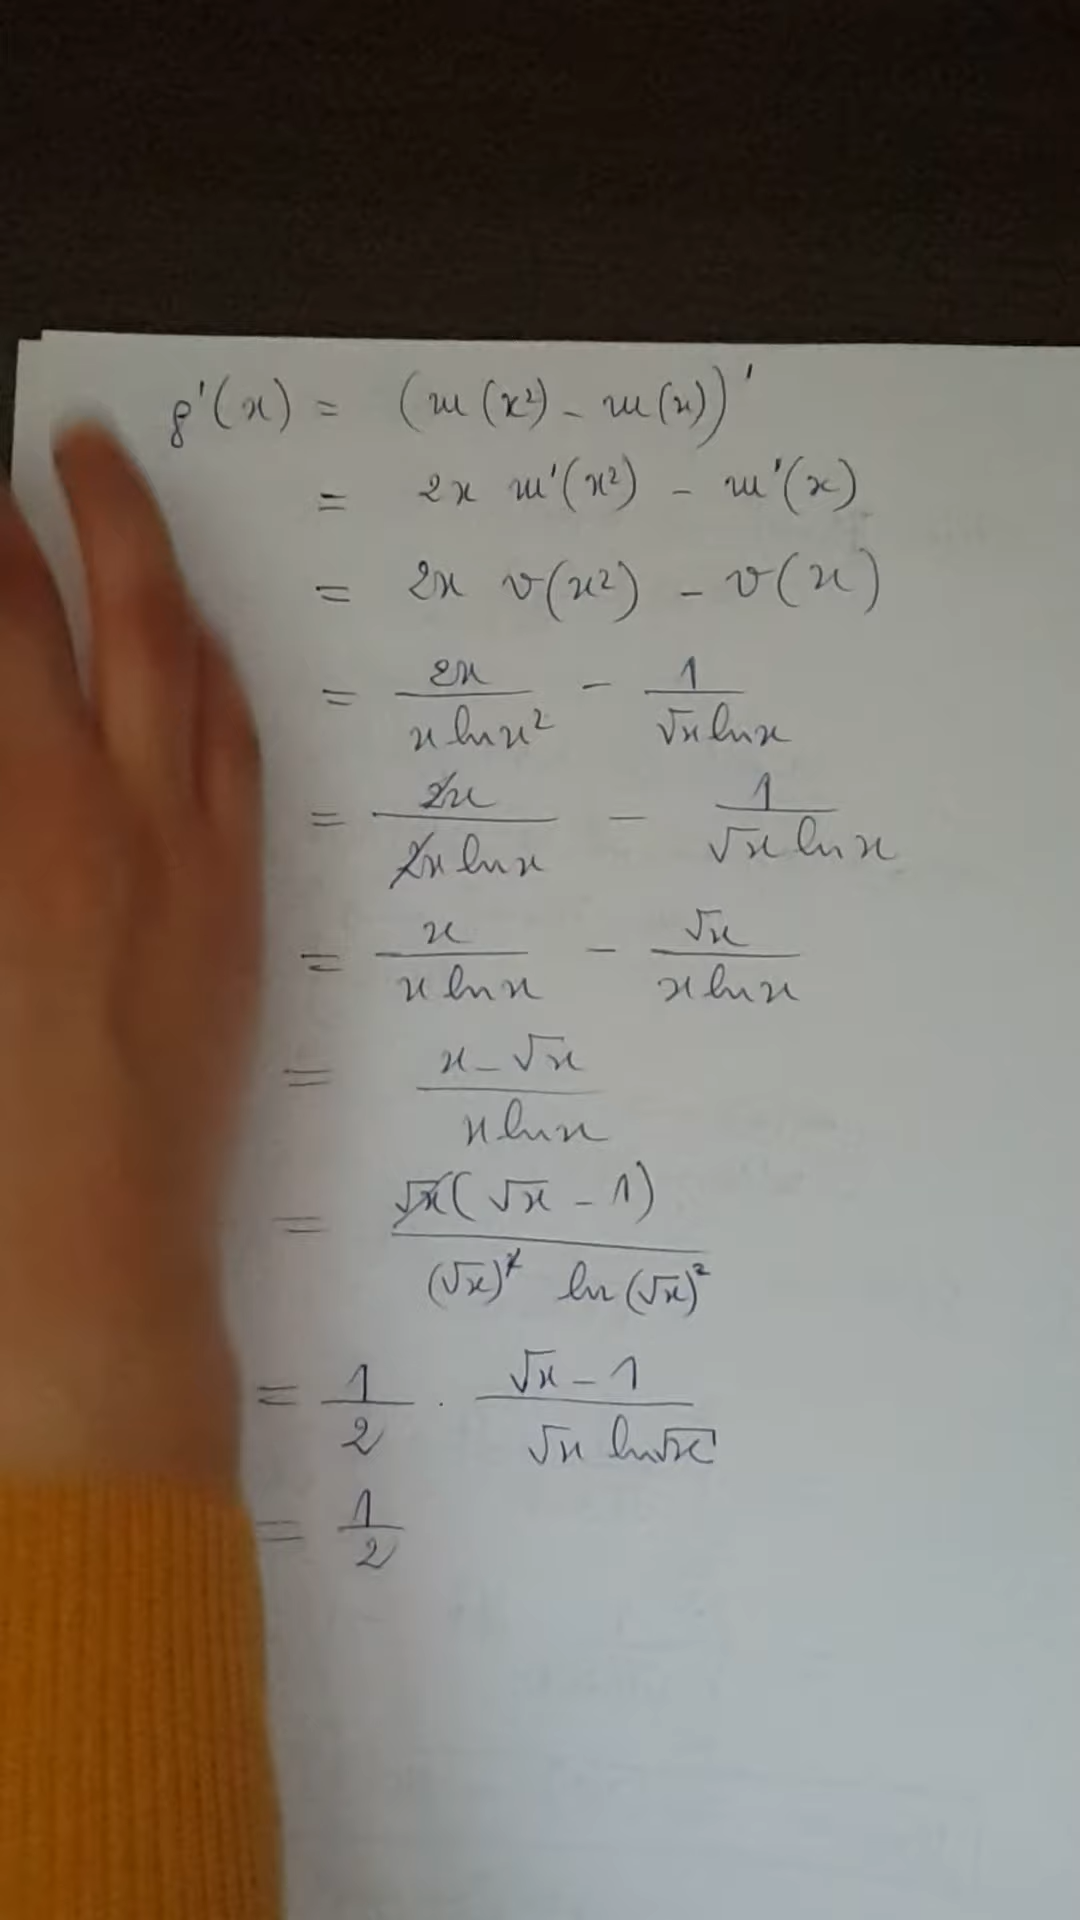 g'(x) = (u(x²) - u(x))'
= 2x u'(x²) - u'(x)
= 2x v(x²) - v(x)
= 2x / (x ln x²) - 1 / (√x ln x)
= 2x / (2x ln x) - 1 / (√x ln x)
= x / (x ln x) - √x / (x ln x)
= (x - √x) / (x ln x)
= √x(√x - 1) / ((√x)² ln(√x)²)
= 1/2 · (√x - 1) / (√x ln√x)
= 1/2